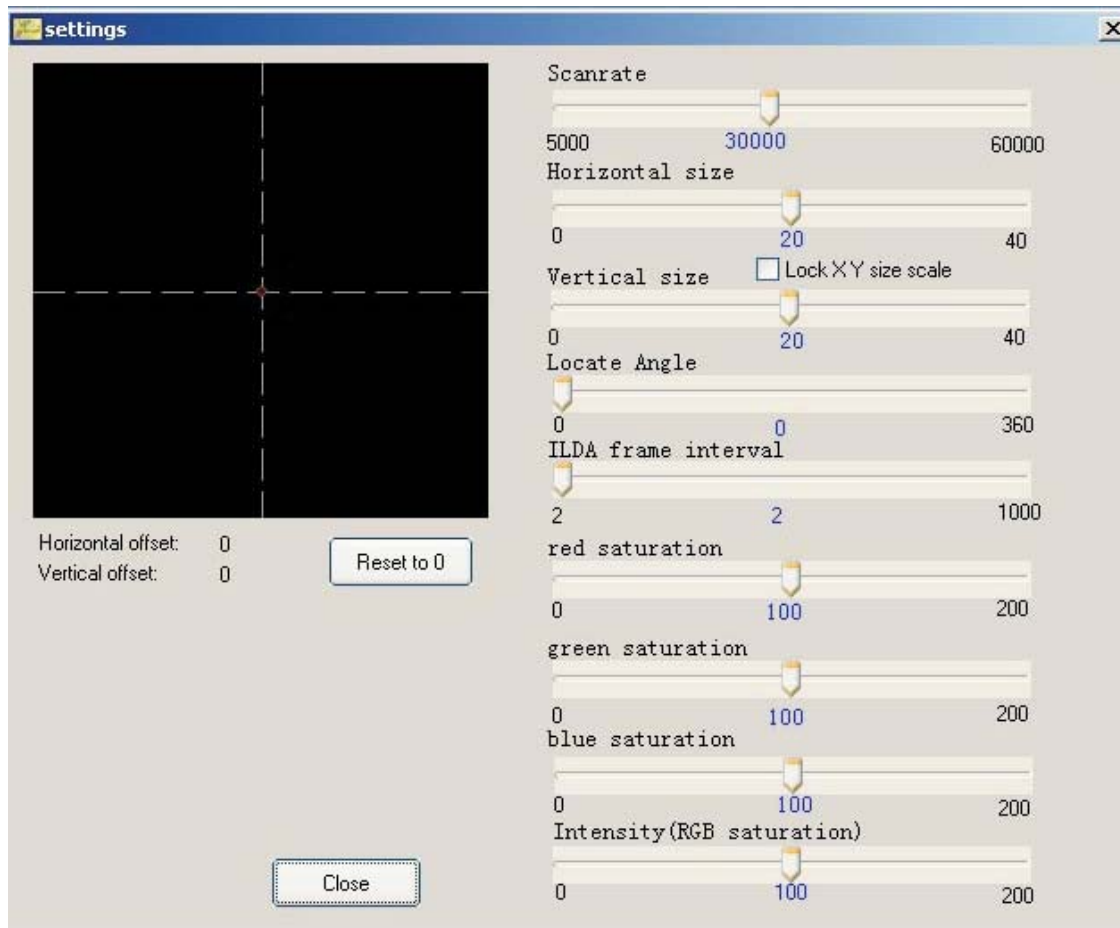 settings
Scanrate
5000 30000 60000
Horizontal size
0 20 40
Vertical size Lock X Y size scale
0 20 40
Locate Angle
0 0 360
ILDA frame interval
2 2 1000
red saturation
0 100 200
green saturation
0 100 200
blue saturation
0 100 200
Intensity(RGB saturation)
0 100 200
Horizontal offset: 0
Vertical offset: 0
Reset to 0
Close